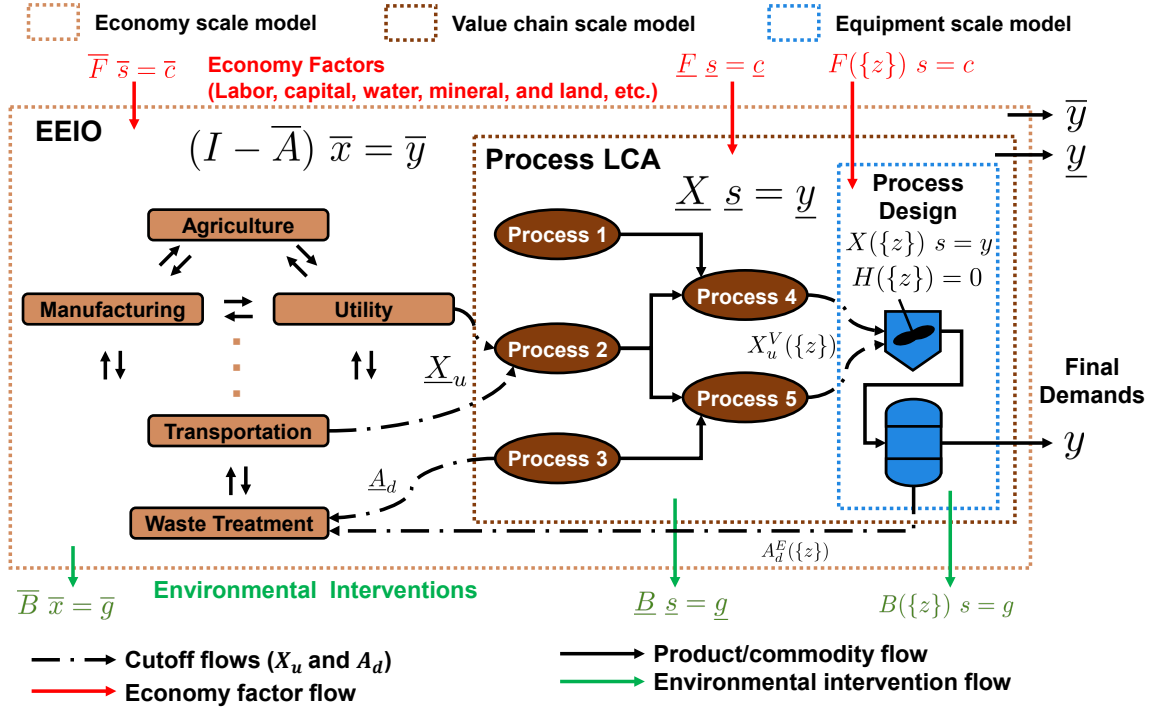 Economy scale model
Value chain scale model
Equipment scale model
F̅ s̅ = c̅
Economy Factors
(Labor, capital, water, mineral, and land, etc.)
F̲ s̲ = c̲
F({z}) s = c
EEIO
(I − A̅) x̅ = y̅
y̅
y̲
Process LCA
X̲ s̲ = y̲
Process
Design
X({z}) s = y
H({z}) = 0
Agriculture
Manufacturing
Utility
Transportation
Waste Treatment
Process 1
Process 2
Process 3
Process 4
Process 5
X̲ᵤ
A̲_d
X_u^V({z})
A_d^E({z})
Final
Demands
y
Environmental Interventions
B̅ x̅ = g̅
B̲ s̲ = g̲
B({z}) s = g
Cutoff flows (X_u and A_d)
Economy factor flow
Product/commodity flow
Environmental intervention flow